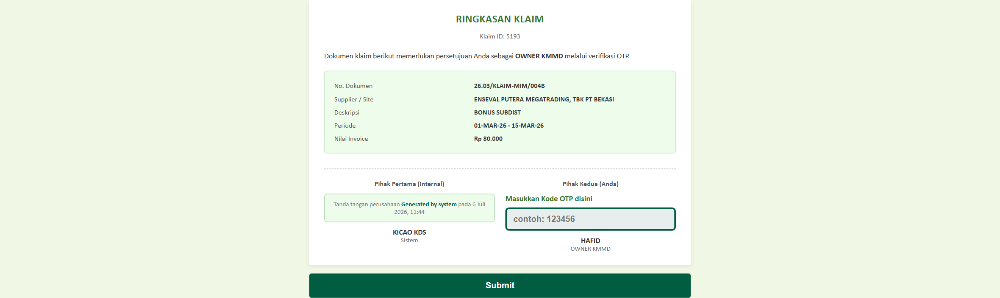 RINGKASAN KLAIM
Klaim ID: 5193
Dokumen klaim berikut memerlukan persetujuan Anda sebagai OWNER KMMD melalui verifikasi OTP.
No. Dokumen 26.03/KLAIM-MIM/004B
Supplier / Site ENSEVAL PUTERA MEGATRADING, TBK PT BEKASI
Deskripsi BONUS SUBDIST
Periode 01-MAR-26 - 15-MAR-26
Nilai Invoice Rp 80.000
Pihak Pertama (Internal)
Tanda tangan perusahaan Generated by system pada 6 Juli
2026, 11:44
KICAO KDS
Sistem
Pihak Kedua (Anda)
Masukkan Kode OTP disini
contoh: 123456
HAFID
OWNER KMMD
Submit